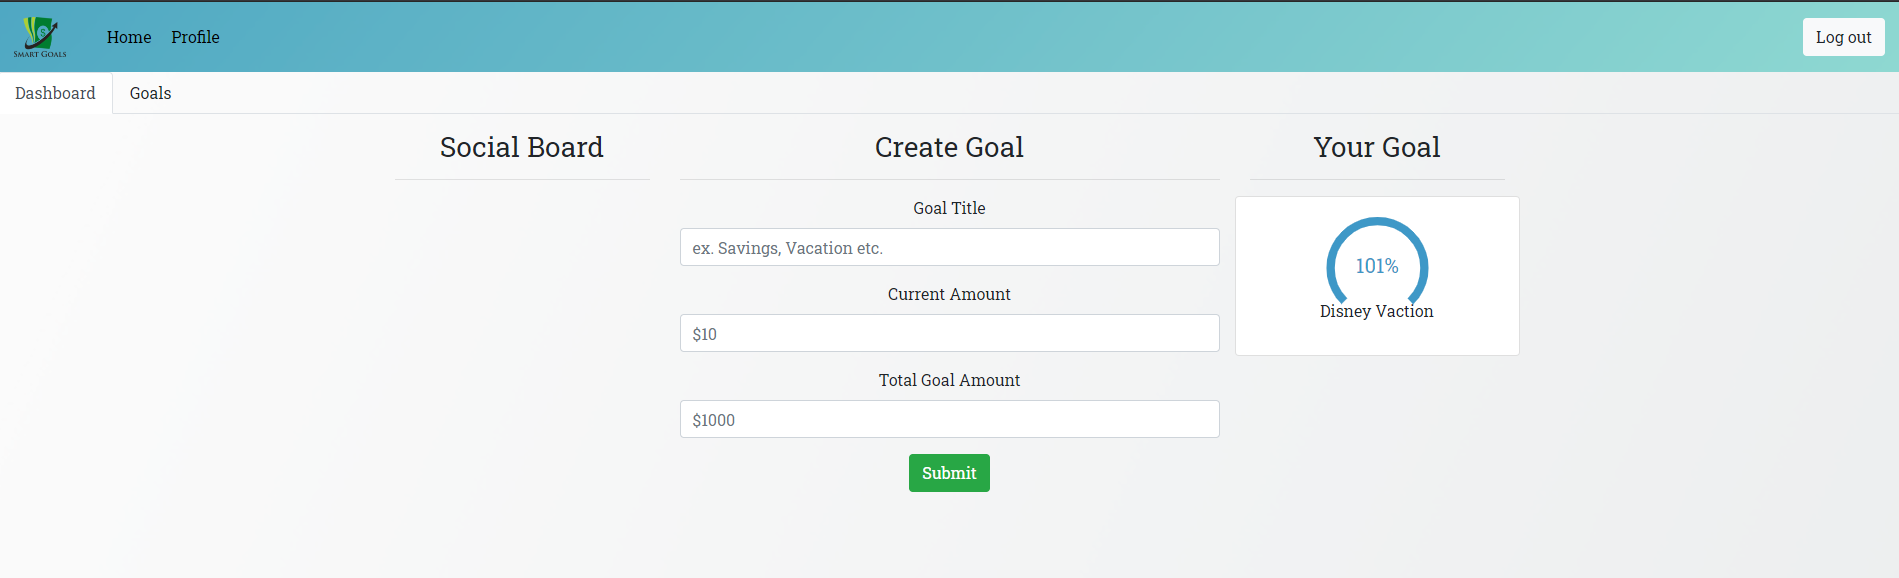 SMART GOALS
Home
Profile
Log out
Dashboard
Goals
Social Board
Create Goal
Goal Title
ex. Savings, Vacation etc.
Current Amount
$10
Total Goal Amount
$1000
Submit
Your Goal
101%
Disney Vaction